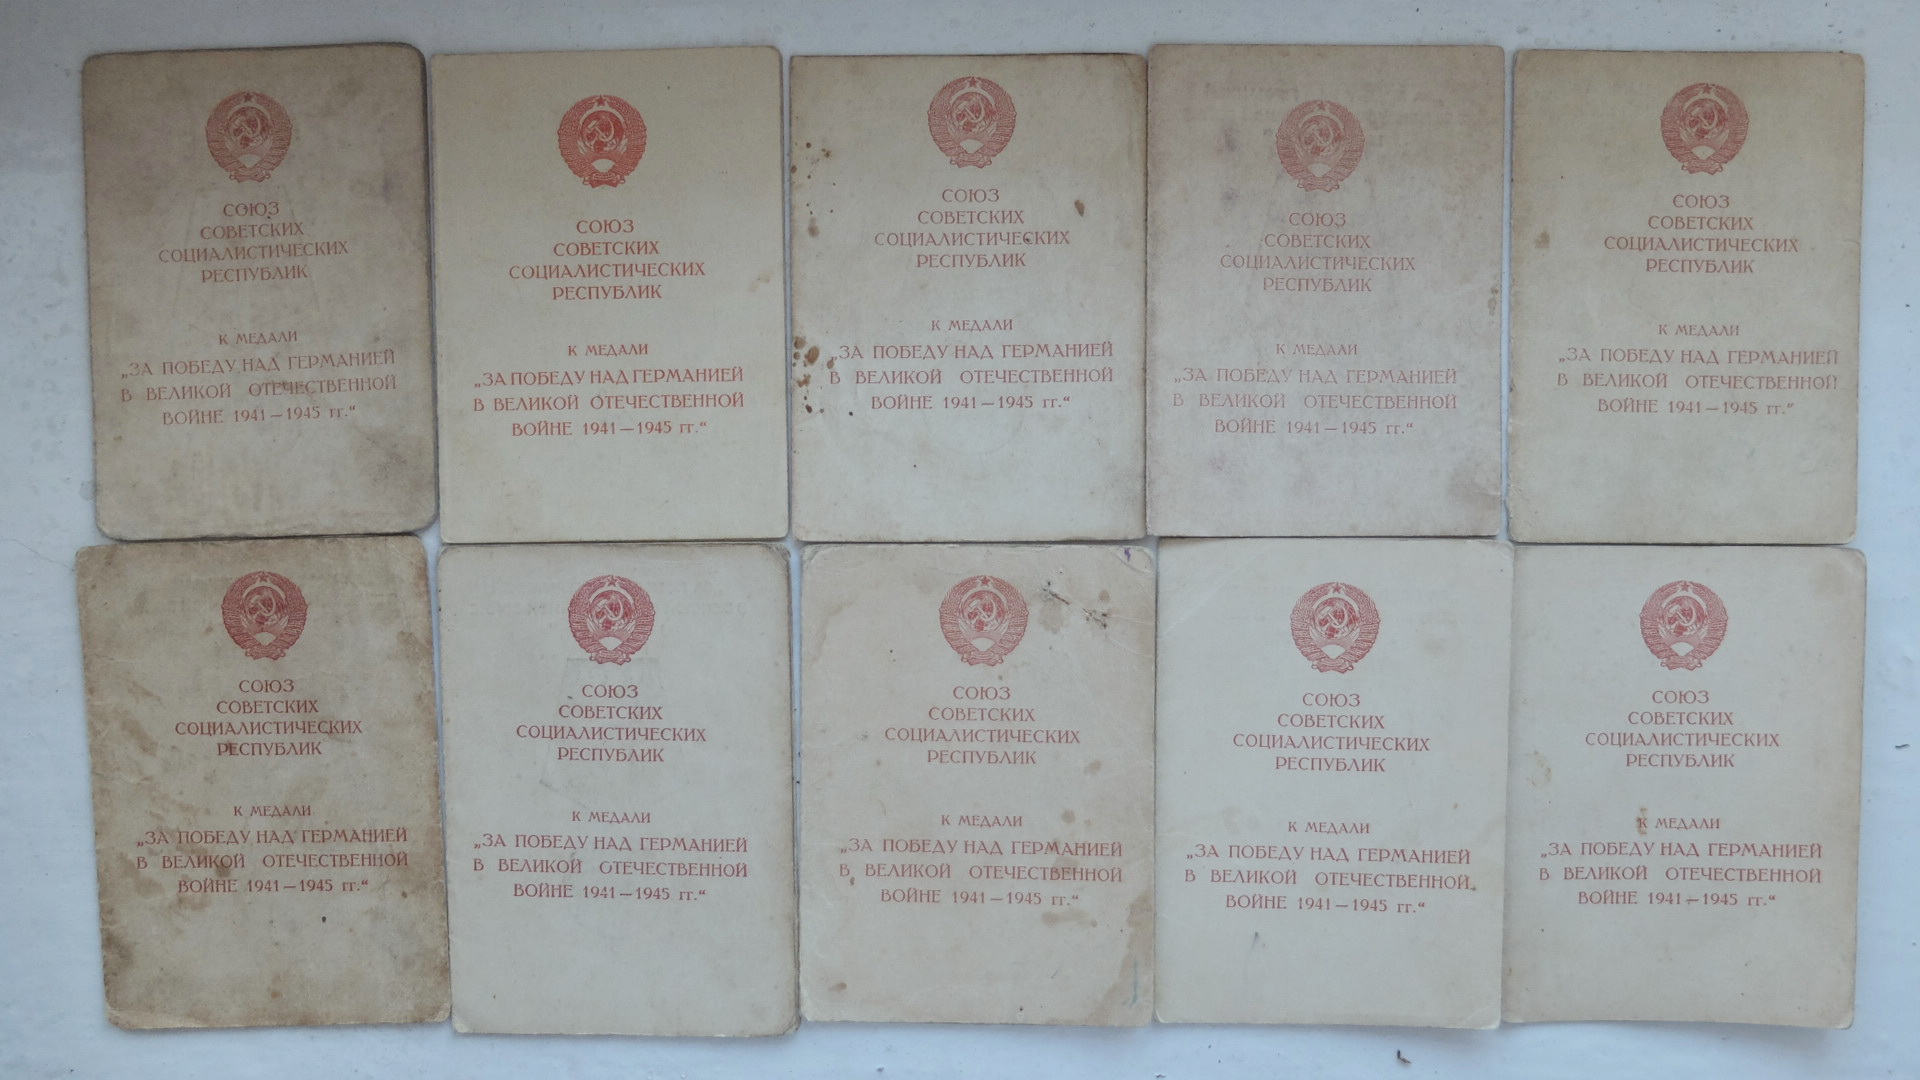 СОЮЗ
СОВЕТСКИХ
СОЦИАЛИСТИЧЕСКИХ
РЕСПУБЛИК
К МЕДАЛИ
„ЗА ПОБЕДУ НАД ГЕРМАНИЕЙ
В ВЕЛИКОЙ ОТЕЧЕСТВЕННОЙ
ВОЙНЕ 1941—1945 гг.“
СОЮЗ
СОВЕТСКИХ
СОЦИАЛИСТИЧЕСКИХ
РЕСПУБЛИК
К МЕДАЛИ
„ЗА ПОБЕДУ НАД ГЕРМАНИЕЙ
В ВЕЛИКОЙ ОТЕЧЕСТВЕННОЙ
ВОЙНЕ 1941—1945 гг.“
СОЮЗ
СОВЕТСКИХ
СОЦИАЛИСТИЧЕСКИХ
РЕСПУБЛИК
К МЕДАЛИ
„ЗА ПОБЕДУ НАД ГЕРМАНИЕЙ
В ВЕЛИКОЙ ОТЕЧЕСТВЕННОЙ
ВОЙНЕ 1941—1945 гг.“
СОЮЗ
СОВЕТСКИХ
СОЦИАЛИСТИЧЕСКИХ
РЕСПУБЛИК
К МЕДАЛИ
„ЗА ПОБЕДУ НАД ГЕРМАНИЕЙ
В ВЕЛИКОЙ ОТЕЧЕСТВЕННОЙ
ВОЙНЕ 1941—1945 гг.“
СОЮЗ
СОВЕТСКИХ
СОЦИАЛИСТИЧЕСКИХ
РЕСПУБЛИК
К МЕДАЛИ
„ЗА ПОБЕДУ НАД ГЕРМАНИЕЙ
В ВЕЛИКОЙ ОТЕЧЕСТВЕННОЙ
ВОЙНЕ 1941—1945 гг.“
СОЮЗ
СОВЕТСКИХ
СОЦИАЛИСТИЧЕСКИХ
РЕСПУБЛИК
К МЕДАЛИ
„ЗА ПОБЕДУ НАД ГЕРМАНИЕЙ
В ВЕЛИКОЙ ОТЕЧЕСТВЕННОЙ
ВОЙНЕ 1941—1945 гг.“
СОЮЗ
СОВЕТСКИХ
СОЦИАЛИСТИЧЕСКИХ
РЕСПУБЛИК
К МЕДАЛИ
„ЗА ПОБЕДУ НАД ГЕРМАНИЕЙ
В ВЕЛИКОЙ ОТЕЧЕСТВЕННОЙ
ВОЙНЕ 1941—1945 гг.“
СОЮЗ
СОВЕТСКИХ
СОЦИАЛИСТИЧЕСКИХ
РЕСПУБЛИК
К МЕДАЛИ
„ЗА ПОБЕДУ НАД ГЕРМАНИЕЙ
В ВЕЛИКОЙ ОТЕЧЕСТВЕННОЙ
ВОЙНЕ 1941—1945 гг.“
СОЮЗ
СОВЕТСКИХ
СОЦИАЛИСТИЧЕСКИХ
РЕСПУБЛИК
К МЕДАЛИ
„ЗА ПОБЕДУ НАД ГЕРМАНИЕЙ
В ВЕЛИКОЙ ОТЕЧЕСТВЕННОЙ
ВОЙНЕ 1941—1945 гг.“
СОЮЗ
СОВЕТСКИХ
СОЦИАЛИСТИЧЕСКИХ
РЕСПУБЛИК
К МЕДАЛИ
„ЗА ПОБЕДУ НАД ГЕРМАНИЕЙ
В ВЕЛИКОЙ ОТЕЧЕСТВЕННОЙ
ВОЙНЕ 1941—1945 гг.“